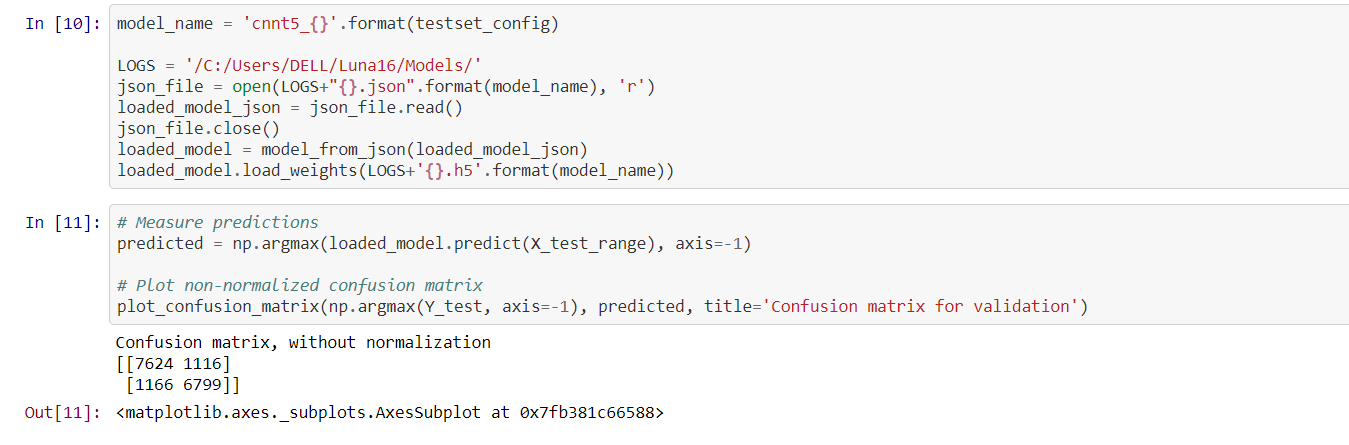 In [10]: model_name = 'cnnt5_{}'.format(testset_config)
LOGS = '/C:/Users/DELL/Luna16/Models/'
json_file = open(LOGS+"{}.json".format(model_name), 'r')
loaded_model_json = json_file.read()
json_file.close()
loaded_model = model_from_json(loaded_model_json)
loaded_model.load_weights(LOGS+'{}.h5'.format(model_name))
In [11]: # Measure predictions
predicted = np.argmax(loaded_model.predict(X_test_range), axis=-1)
# Plot non-normalized confusion matrix
plot_confusion_matrix(np.argmax(Y_test, axis=-1), predicted, title='Confusion matrix for validation')
Confusion matrix, without normalization
[[7624 1116]
[1166 6799]]
Out[11]: <matplotlib.axes._subplots.AxesSubplot at 0x7fb381c66588>